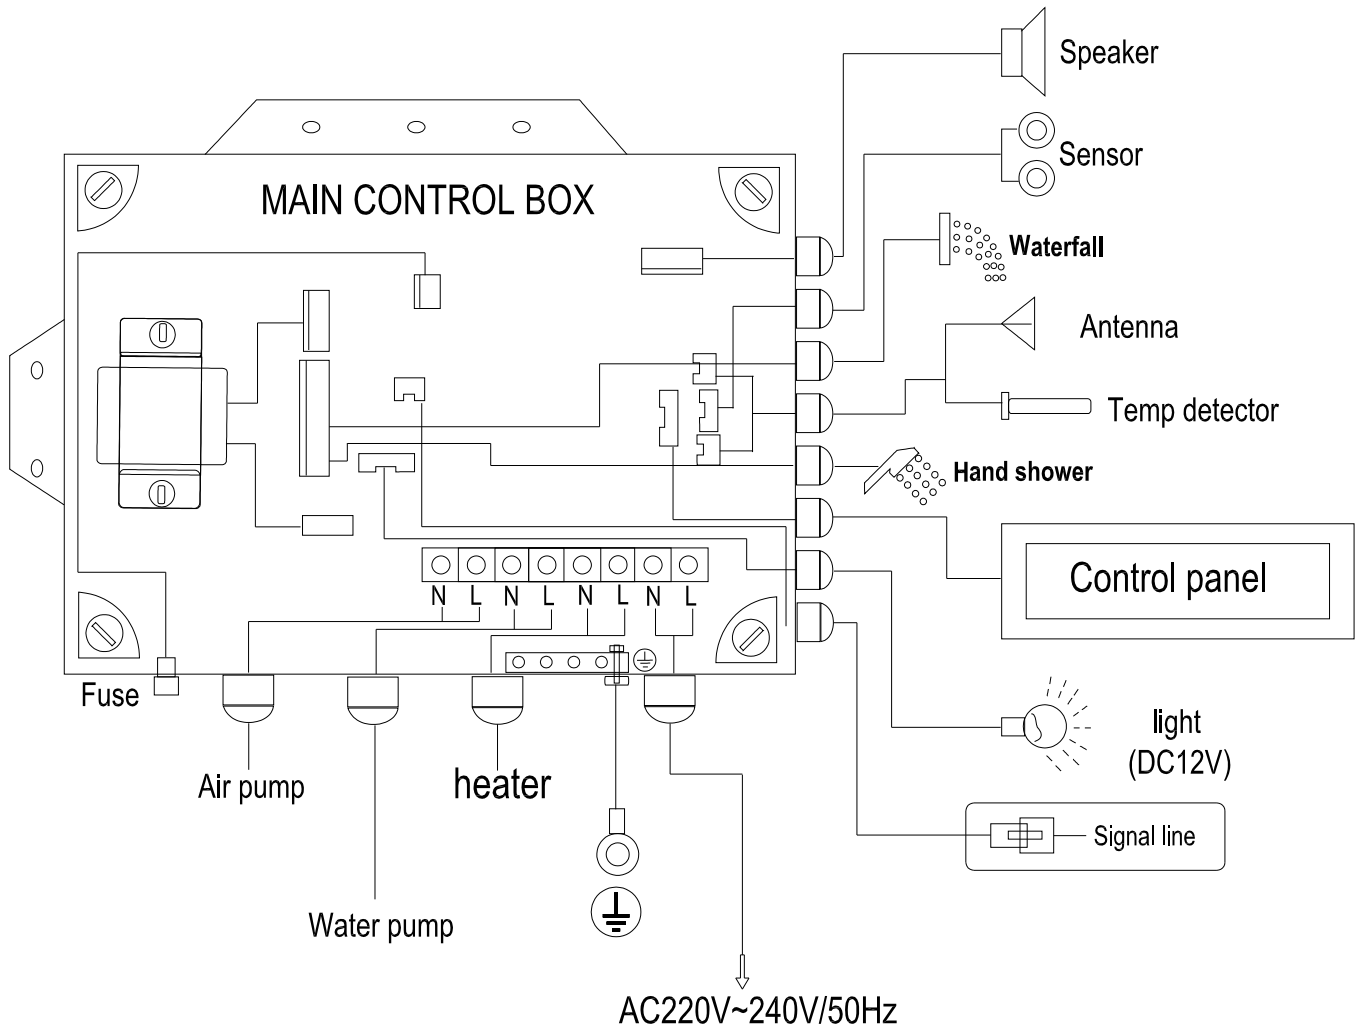 Speaker
Sensor
MAIN CONTROL BOX
Waterfall
Antenna
Temp detector
Hand shower
Control panel
N L N L N L N L
Fuse
light
(DC12V)
Air pump
heater
Signal line
Water pump
AC220V~240V/50Hz